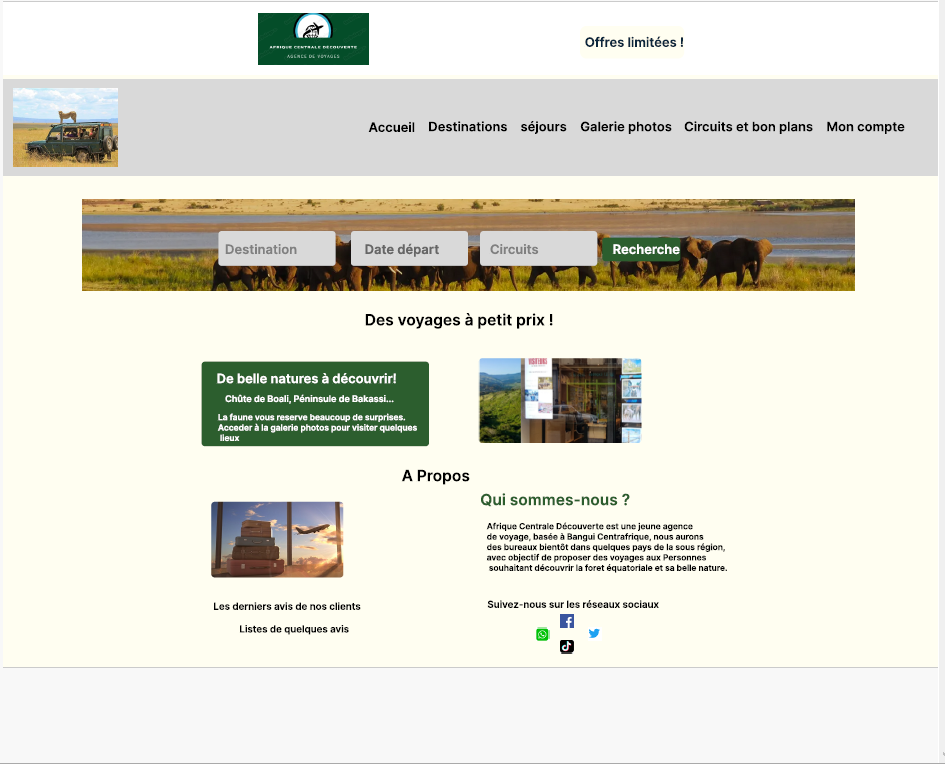 AFRIQUE CENTRALE DÉCOUVERTE
AGENCE DE VOYAGES
Offres limitées !
Accueil Destinations séjours Galerie photos Circuits et bon plans Mon compte
Destination Date départ Circuits Recherche
Des voyages à petit prix !
De belle natures à découvrir!
Chûte de Boali, Péninsule de Bakassi...
La faune vous reserve beaucoup de surprises.
Acceder à la galerie photos pour visiter quelques
lieux
A Propos
Qui sommes-nous ?
Afrique Centrale Découverte est une jeune agence
de voyage, basée à Bangui Centrafrique, nous aurons
des bureaux bientôt dans quelques pays de la sous région,
avec objectif de proposer des voyages aux Personnes
souhaitant découvrir la foret équatoriale et sa belle nature.
Les derniers avis de nos clients
Listes de quelques avis
Suivez-nous sur les réseaux sociaux